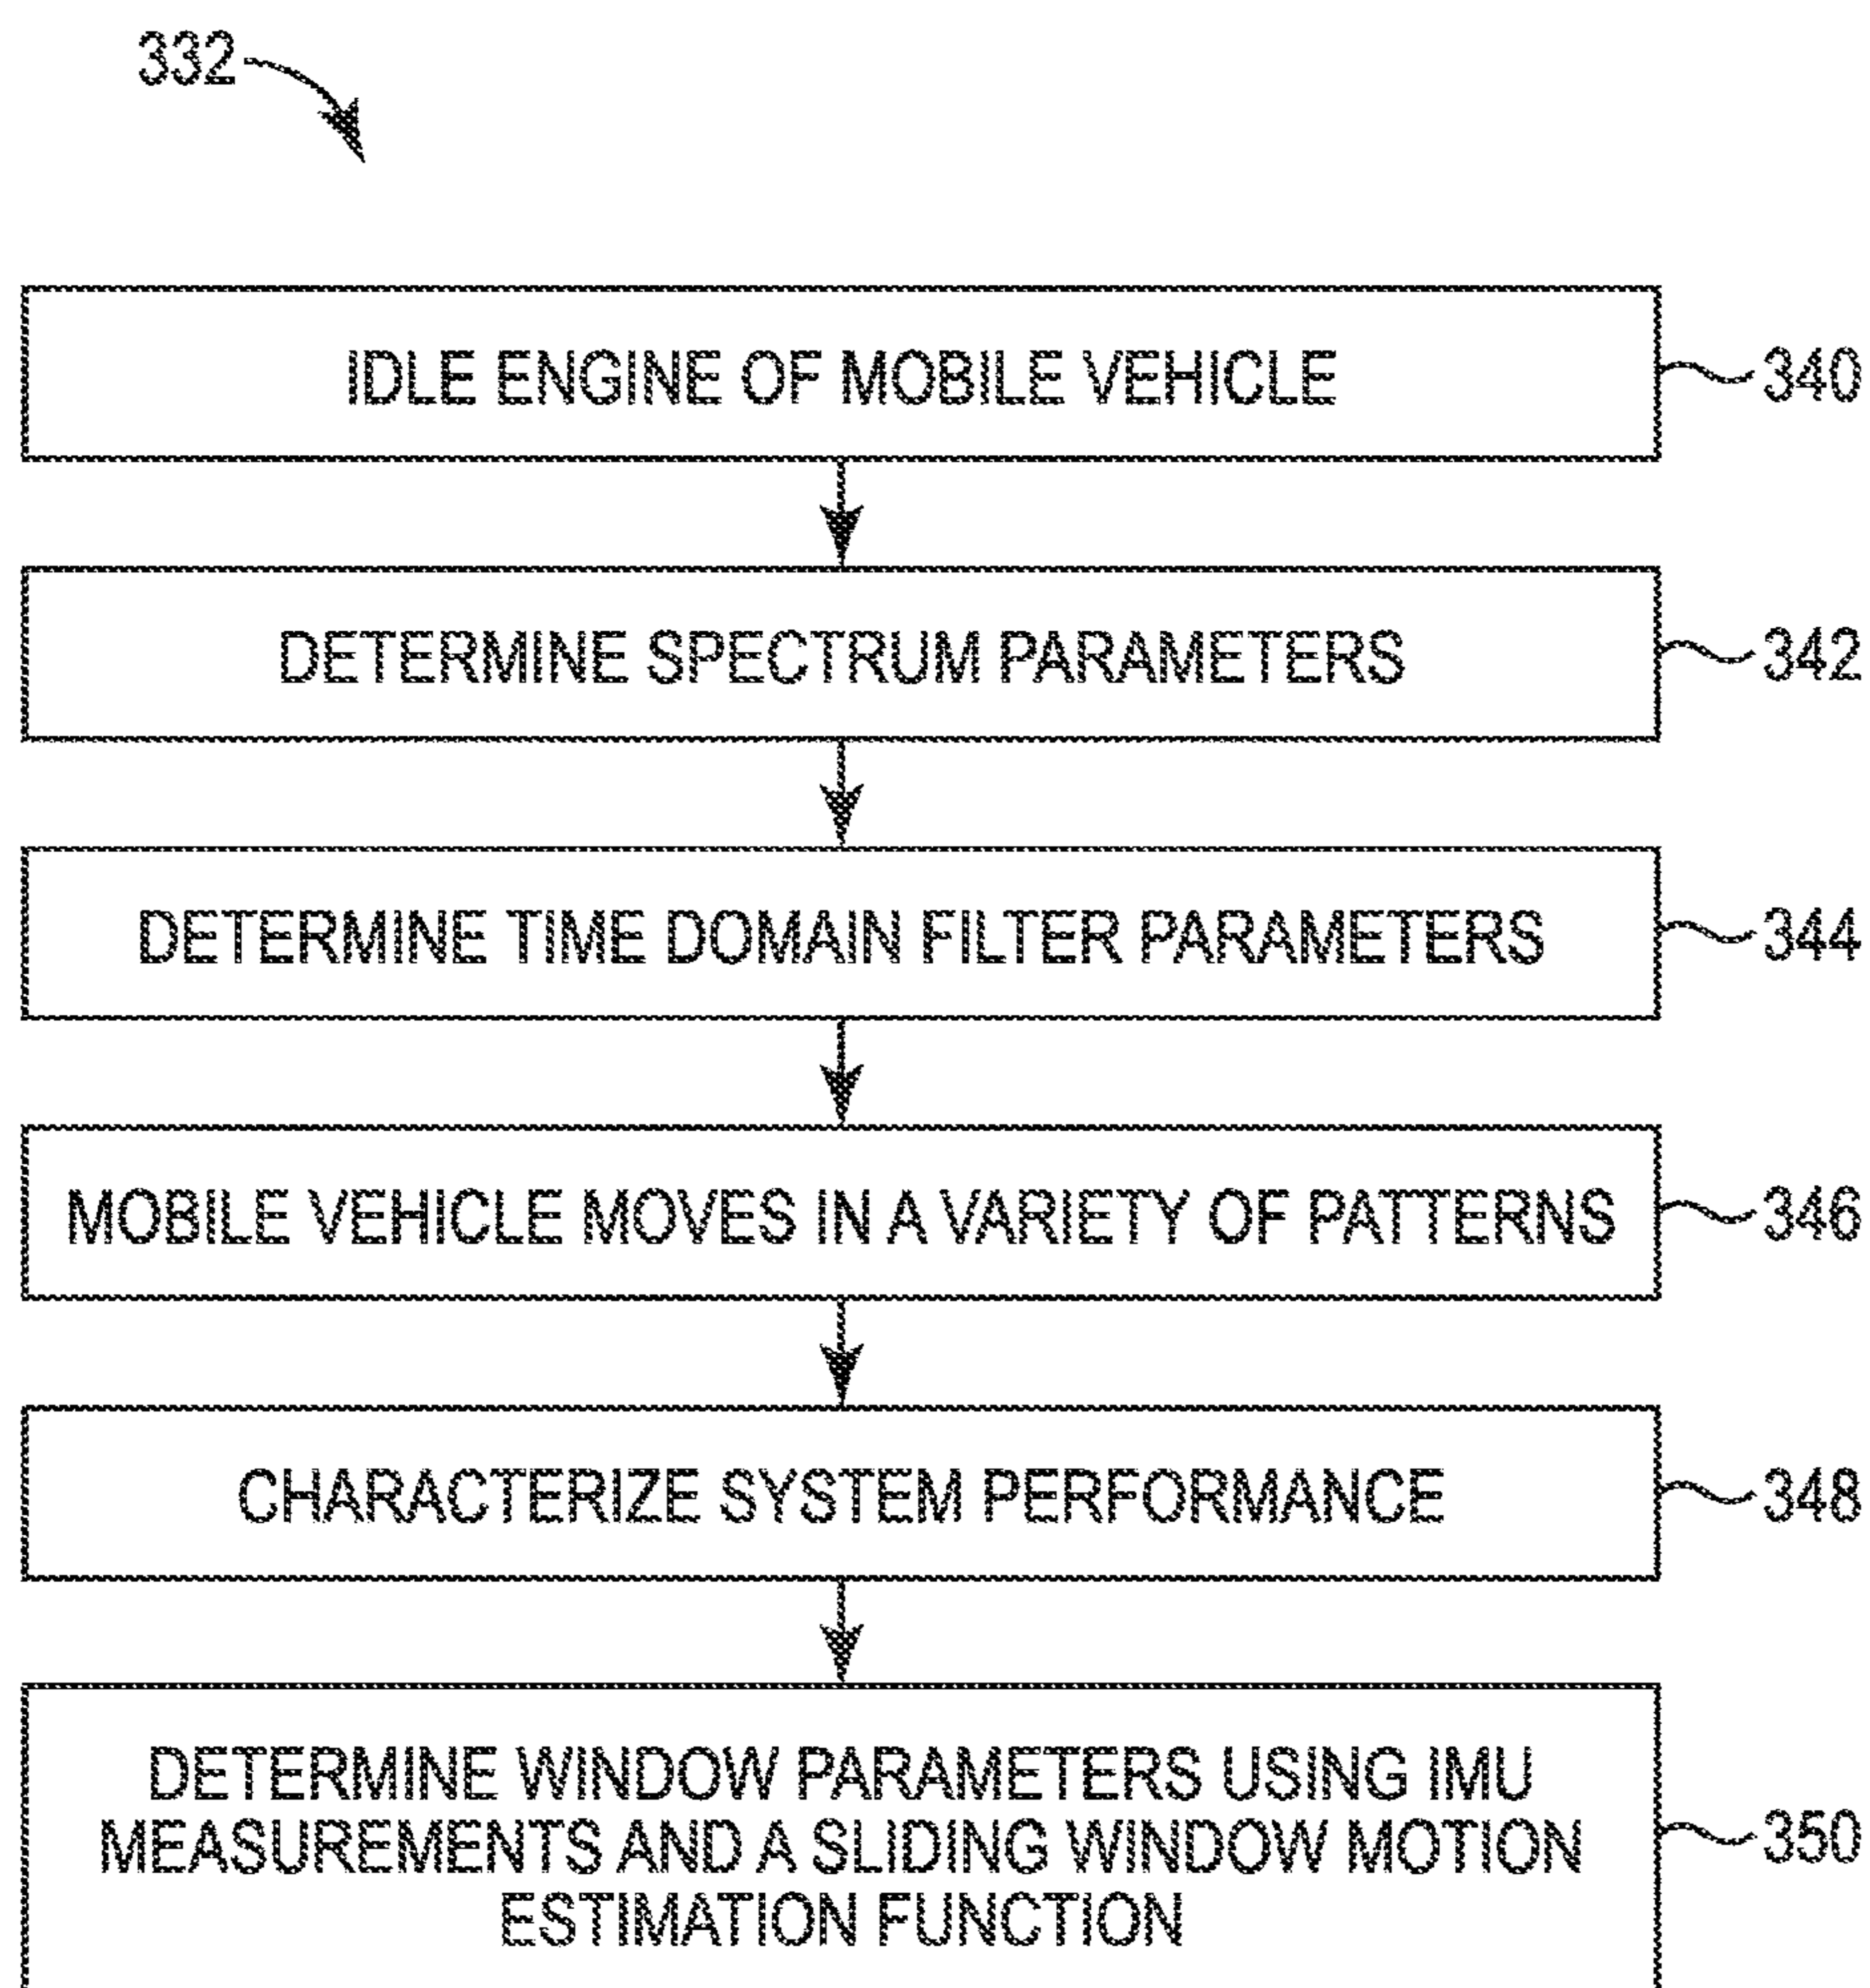 332
IDLE ENGINE OF MOBILE VEHICLE
340
DETERMINE SPECTRUM PARAMETERS
342
DETERMINE TIME DOMAIN FILTER PARAMETERS
344
MOBILE VEHICLE MOVES IN A VARIETY OF PATTERNS
346
CHARACTERIZE SYSTEM PERFORMANCE
348
DETERMINE WINDOW PARAMETERS USING IMU
MEASUREMENTS AND A SLIDING WINDOW MOTION
ESTIMATION FUNCTION
350